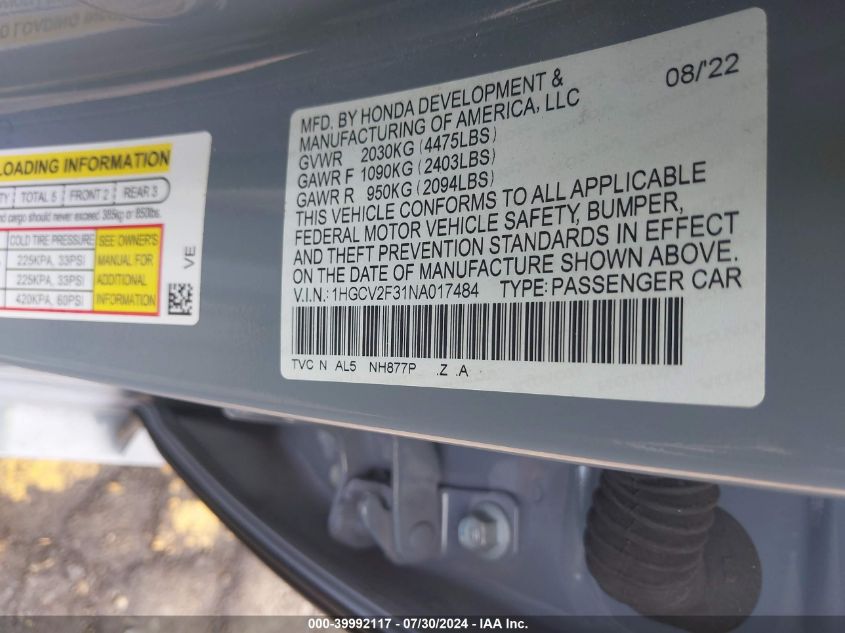 LOADING INFORMATION
TOTAL 5 FRONT 2 REAR 3
and cargo should never exceed 385kg or 850lbs.
COLD TIRE PRESSURE SEE OWNER'S
225KPA, 33PSI MANUAL FOR
225KPA, 33PSI ADDITIONAL
420KPA, 60PSI INFORMATION
VE
08/'22
MFD. BY HONDA DEVELOPMENT &
MANUFACTURING OF AMERICA, LLC
GVWR 2030KG (4475LBS)
GAWR F 1090KG (2403LBS)
GAWR R 950KG (2094LBS)
THIS VEHICLE CONFORMS TO ALL APPLICABLE
FEDERAL MOTOR VEHICLE SAFETY, BUMPER,
AND THEFT PREVENTION STANDARDS IN EFFECT
ON THE DATE OF MANUFACTURE SHOWN ABOVE.
V.I.N.: 1HGCV2F31NA017484 TYPE: PASSENGER CAR
TVC N AL5 NH877P .Z .A
000-39992117 - 07/30/2024 - IAA Inc.